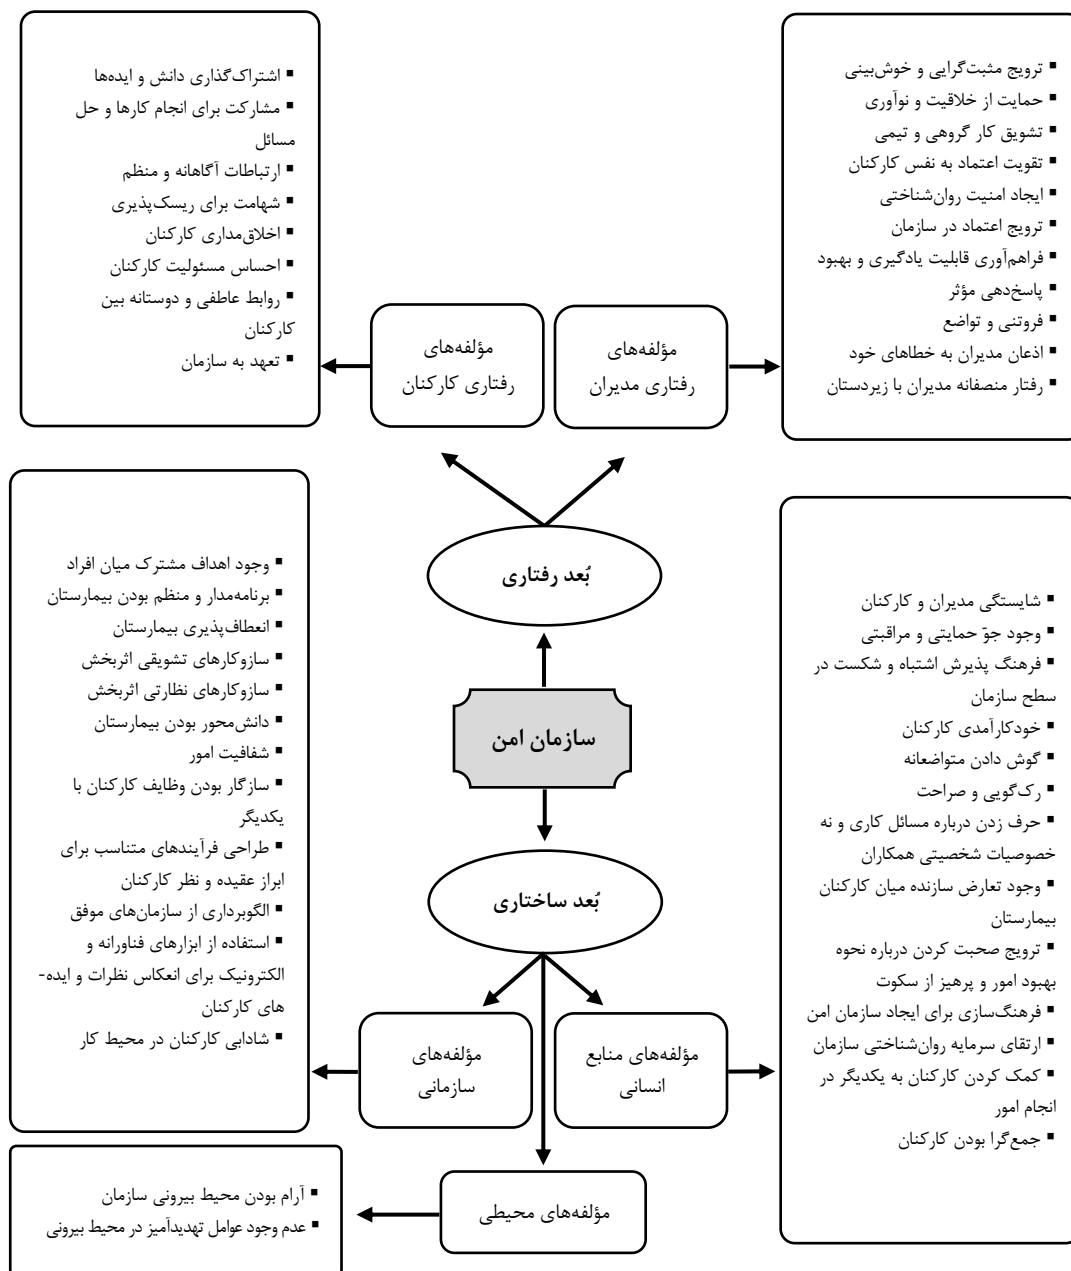 ▪ ترویج مثبت‌گرایی و خوش‌بینی
▪ حمایت از خلاقیت و نوآوری
▪ تشویق کار گروهی و تیمی
▪ تقویت اعتماد به نفس کارکنان
▪ ایجاد امنیت روان‌شناختی
▪ ترویج اعتماد در سازمان
▪ فراهم‌آوری قابلیت یادگیری و بهبود
▪ پاسخ‌دهی مؤثر
▪ فروتنی و تواضع
▪ اذعان مدیران به خطاهای خود
▪ رفتار منصفانه مدیران با زیردستان
▪ اشتراک‌گذاری دانش و ایده‌ها
▪ مشارکت برای انجام کارها و حل
مسائل
▪ ارتباطات آگاهانه و منظم
▪ شهامت برای ریسک‌پذیری
▪ اخلاق‌مداری کارکنان
▪ احساس مسئولیت کارکنان
▪ روابط عاطفی و دوستانه بین
کارکنان
▪ تعهد به سازمان
مؤلفه‌های
رفتاری مدیران
مؤلفه‌های
رفتاری کارکنان
بُعد رفتاری
سازمان امن
بُعد ساختاری
▪ شایستگی مدیران و کارکنان
▪ وجود جوّ حمایتی و مراقبتی
▪ فرهنگ پذیرش اشتباه و شکست در
سطح سازمان
▪ خودکارآمدی کارکنان
▪ گوش دادن متواضعانه
▪ رک‌گویی و صراحت
▪ حرف زدن درباره مسائل کاری و نه
خصوصیات شخصیتی همکاران
▪ وجود تعارض سازنده میان کارکنان
بیمارستان
▪ ترویج صحبت کردن درباره نحوه
بهبود امور و پرهیز از سکوت
▪ فرهنگ‌سازی برای ایجاد سازمان امن
▪ ارتقای سرمایه روان‌شناختی سازمان
▪ کمک کردن کارکنان به یکدیگر در
انجام امور
▪ جمع‌گرا بودن کارکنان
▪ وجود اهداف مشترک میان افراد
▪ برنامه‌مدار و منظم بودن بیمارستان
▪ انعطاف‌پذیری بیمارستان
▪ سازوکارهای تشویقی اثربخش
▪ سازوکارهای نظارتی اثربخش
▪ دانش‌محور بودن بیمارستان
▪ شفافیت امور
▪ سازگار بودن وظایف کارکنان با
یکدیگر
▪ طراحی فرآیندهای متناسب برای
ابراز عقیده و نظر کارکنان
▪ الگوبرداری از سازمان‌های موفق
▪ استفاده از ابزارهای فناورانه و
الکترونیک برای انعکاس نظرات و ایده-
های کارکنان
▪ شادابی کارکنان در محیط کار
مؤلفه‌های منابع
انسانی
مؤلفه‌های
سازمانی
مؤلفه‌های محیطی
▪ آرام بودن محیط بیرونی سازمان
▪ عدم وجود عوامل تهدیدآمیز در محیط بیرونی